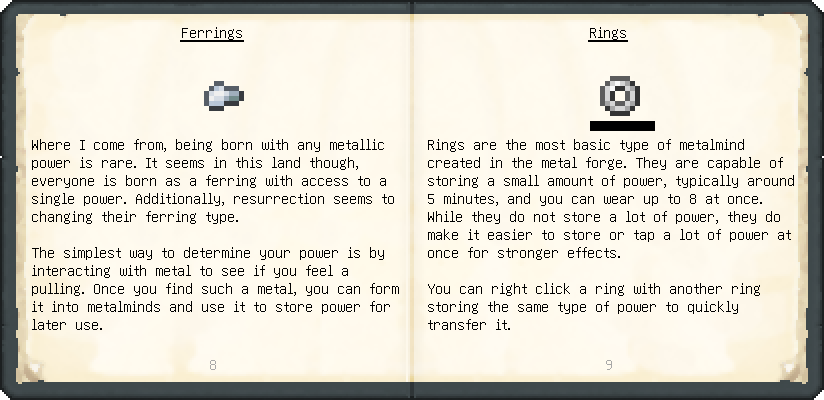 Ferrings
Where I come from, being born with any metallic
power is rare. It seems in this land though,
everyone is born as a ferring with access to a
single power. Additionally, resurrection seems to
changing their ferring type.
The simplest way to determine your power is by
interacting with metal to see if you feel a
pulling. Once you find such a metal, you can form
it into metalminds and use it to store power for
later use.
8
Rings
Rings are the most basic type of metalmind
created in the metal forge. They are capable of
storing a small amount of power, typically around
5 minutes, and you can wear up to 8 at once.
While they do not store a lot of power, they do
make it easier to store or tap a lot of power at
once for stronger effects.
You can right click a ring with another ring
storing the same type of power to quickly
transfer it.
9